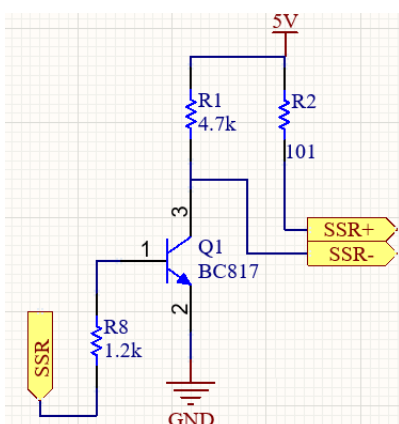 5V
R1
4.7k
R2
101
SSR+
SSR-
3
1
Q1
BC817
2
R8
1.2k
SSR
GND